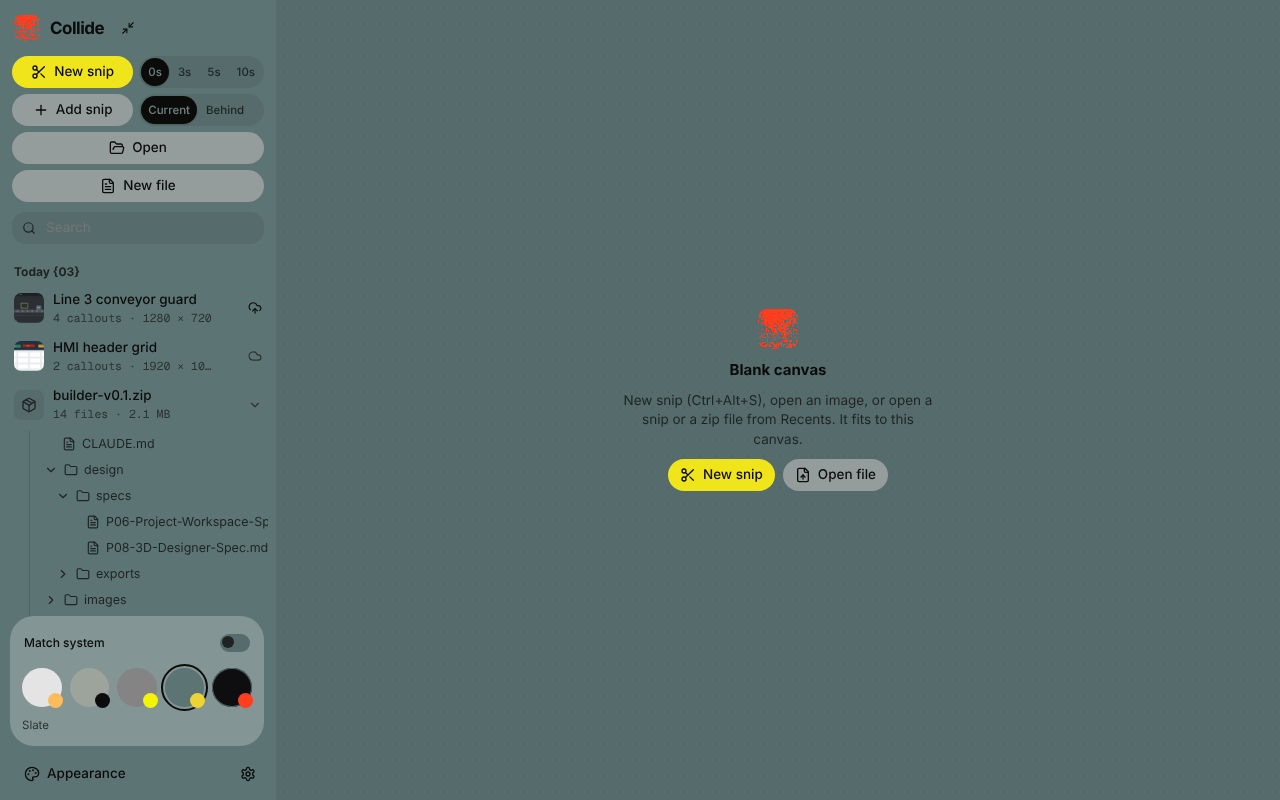 Collide
New snip
0s 3s 5s 10s
Add snip
Current Behind
Open
New file
Search
Today {03}
Line 3 conveyor guard
4 callouts · 1280 × 720
HMI header grid
2 callouts · 1920 × 10…
builder-v0.1.zip
14 files · 2.1 MB
CLAUDE.md
design
specs
P06-Project-Workspace-Sp
P08-3D-Designer-Spec.md
exports
images
Match system
Slate
Appearance
Blank canvas
New snip (Ctrl+Alt+S), open an image, or open a
snip or a zip file from Recents. It fits to this
canvas.
New snip Open file